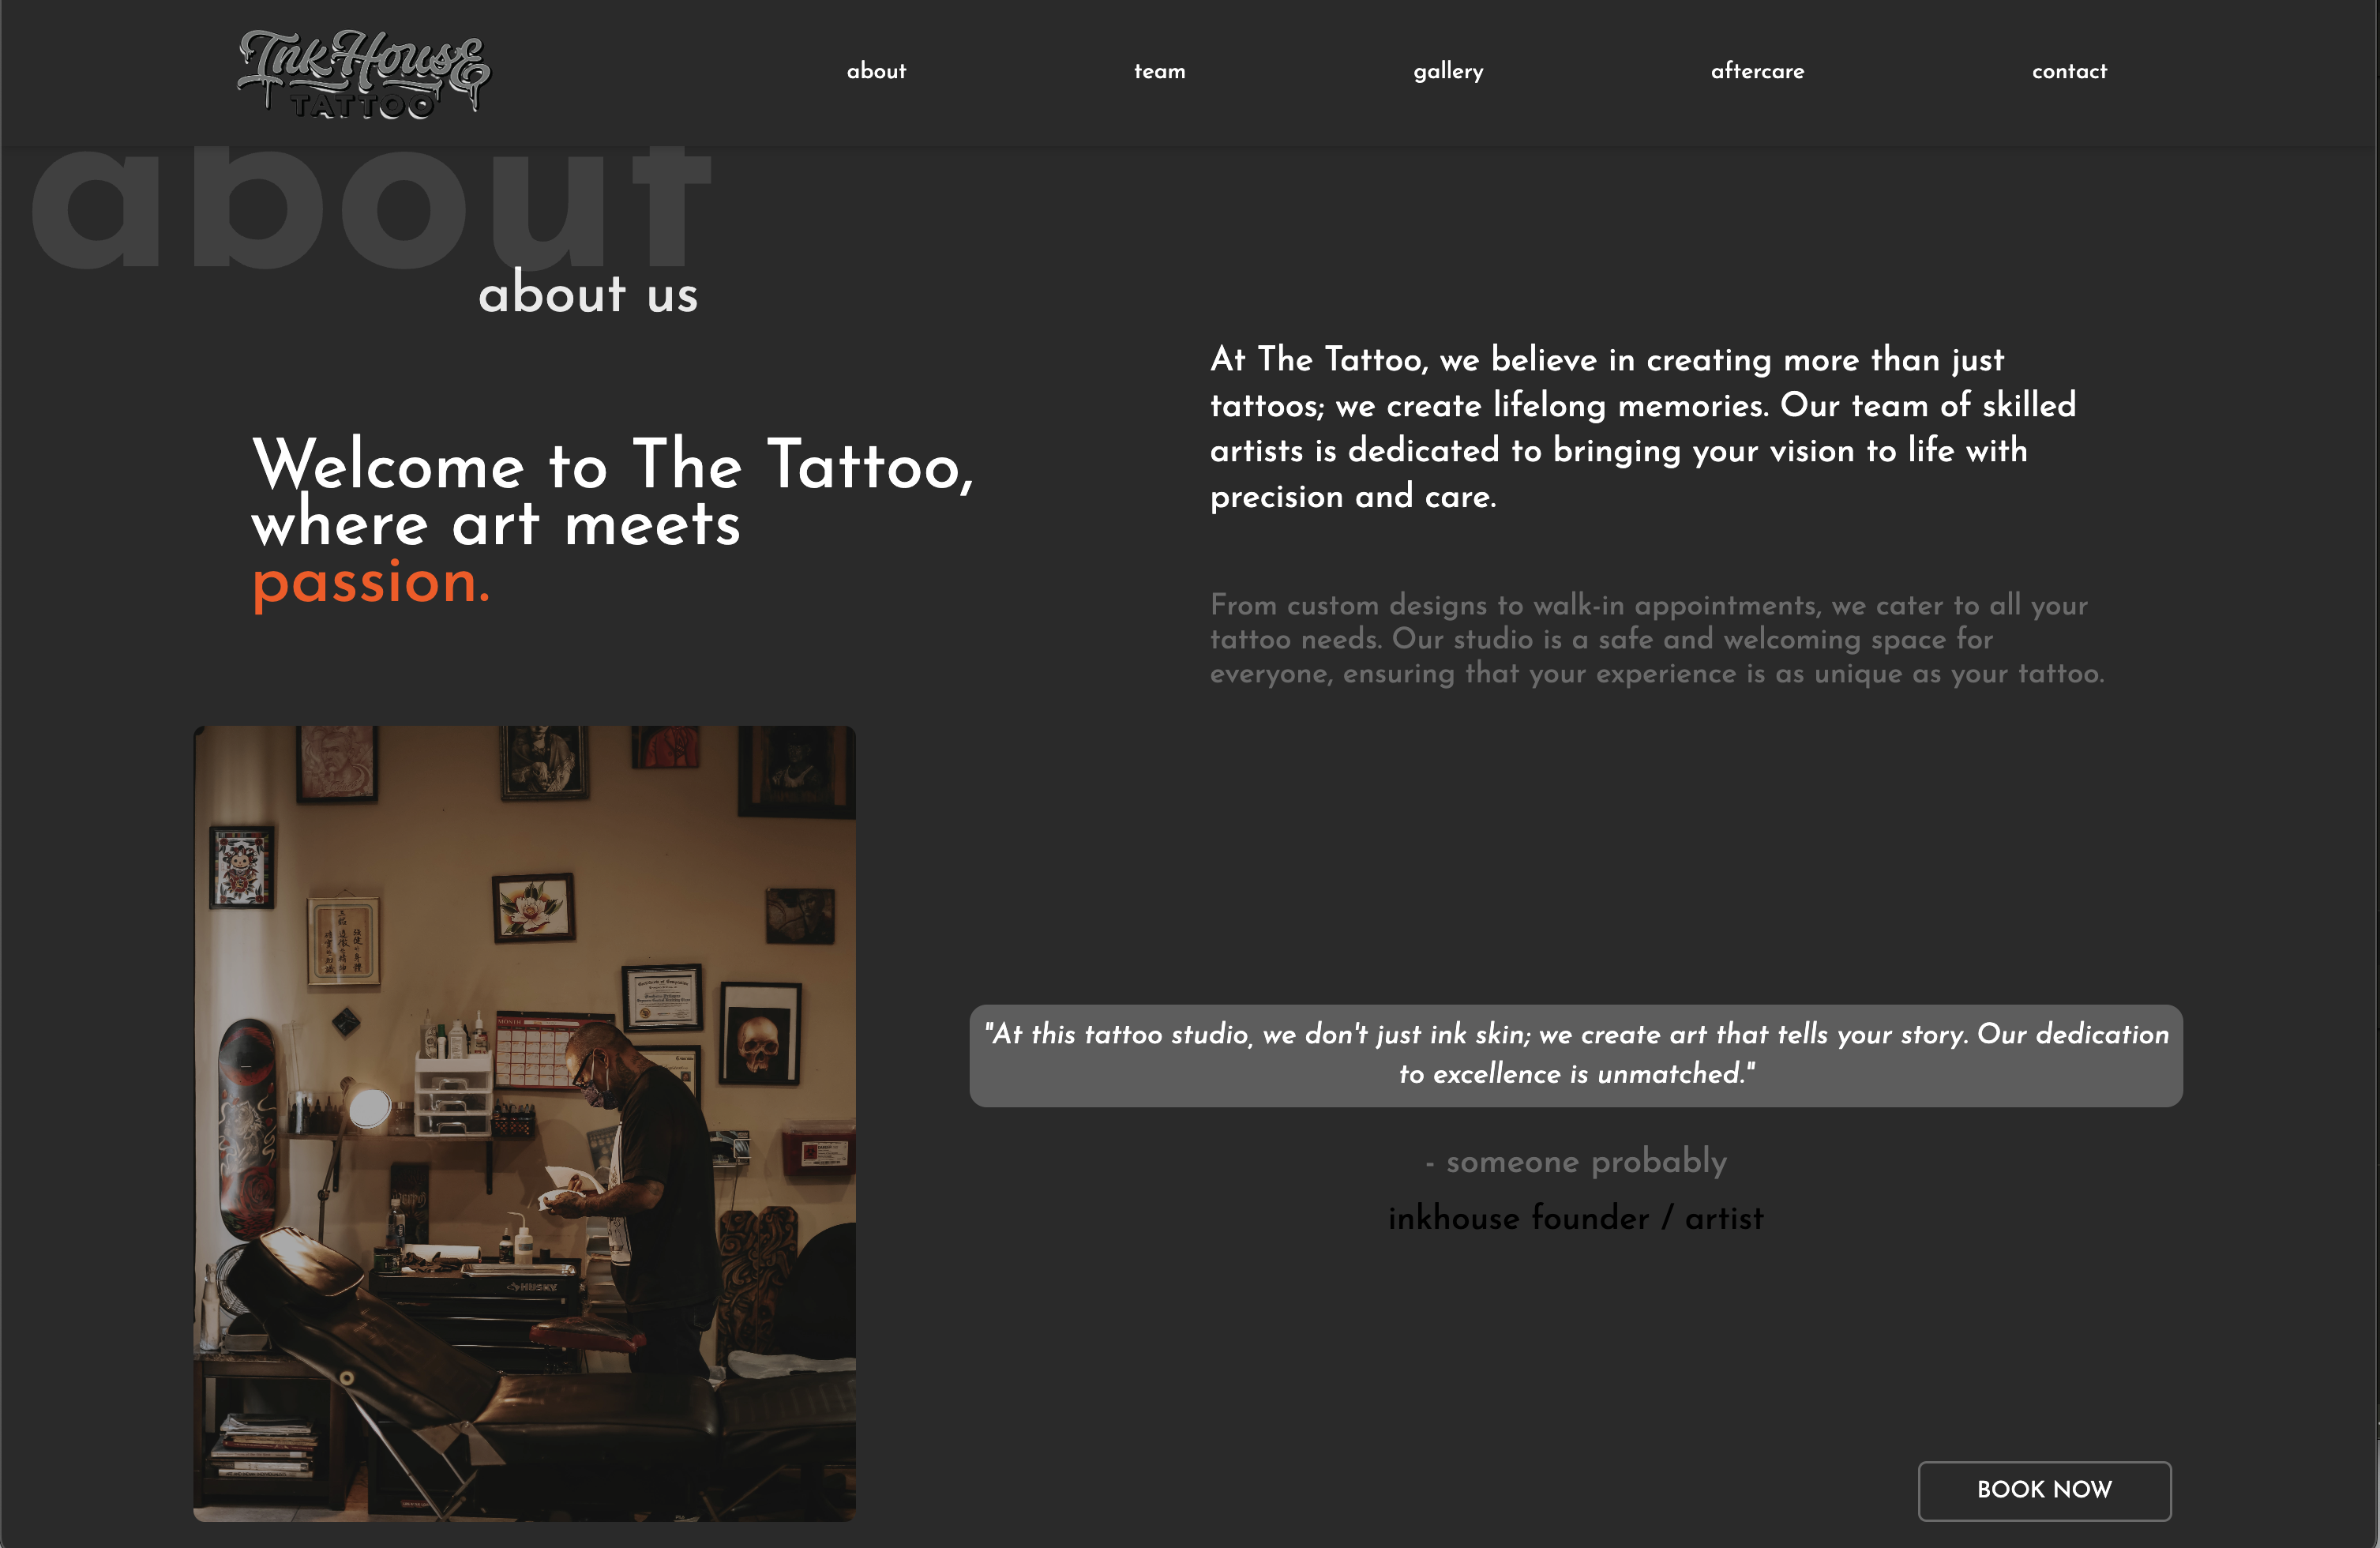 Ink House
TATTOO
about
team
gallery
aftercare
contact
about
about us
Welcome to The Tattoo,
where art meets
passion.
At The Tattoo, we believe in creating more than just
tattoos; we create lifelong memories. Our team of skilled
artists is dedicated to bringing your vision to life with
precision and care.
From custom designs to walk-in appointments, we cater to all your
tattoo needs. Our studio is a safe and welcoming space for
everyone, ensuring that your experience is as unique as your tattoo.
HUSKY
"At this tattoo studio, we don't just ink skin; we create art that tells your story. Our dedication
to excellence is unmatched."
- someone probably
inkhouse founder / artist
BOOK NOW